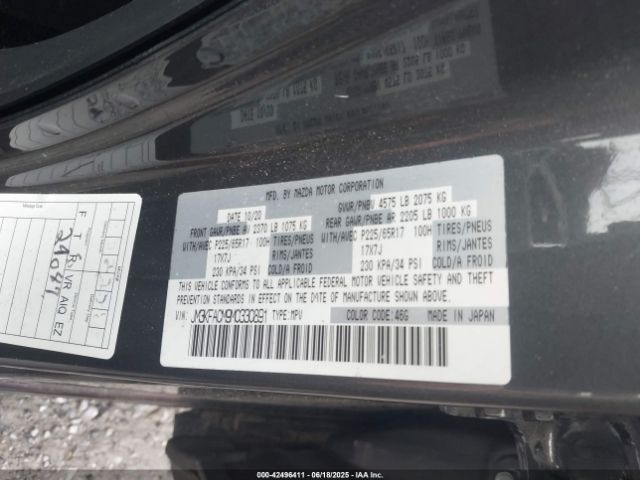 MFD. BY MAZDA MOTOR CORPORATION
DATE 10/20
GVWR/PNBV 4575 LB 2075 KG
FRONT GAWR/PNBE AV 2370 LB 1075 KG
REAR GAWR/PNBE AR 2205 LB 1000 KG
WITH/AVEC P225/65R17 100H TIRES/PNEUS
WITH/AVEC P225/65R17 100H TIRES/PNEUS
17X7J RIMS/JANTES
17X7J RIMS/JANTES
230 KPA/34 PSI COLD/A FROID
230 KPA/34 PSI COLD/A FROID
THIS VEHICLE CONFORMS TO ALL APPLICABLE FEDERAL MOTOR VEHICLE SAFETY AND THEFT
PREVENTION STANDARDS IN EFFECT ON THE DATE OF MANUFACTURE SHOWN ABOVE.
VIN: JM3KFACM9M0330891 TYPE:MPV
COLOR CODE:46G MADE IN JAPAN
000-42496411 - 06/18/2025 - IAA Inc.